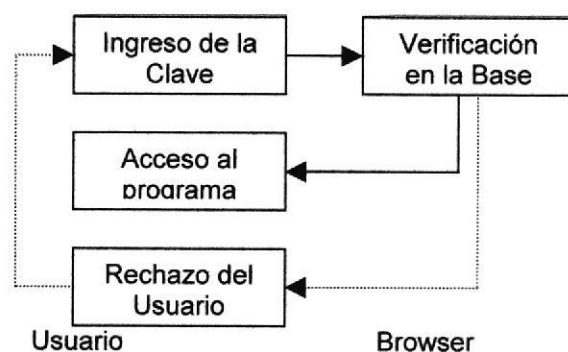 Ingreso de la
Clave
Verificación
en la Base
Acceso al
programa
Rechazo del
Usuario
Usuario
Browser